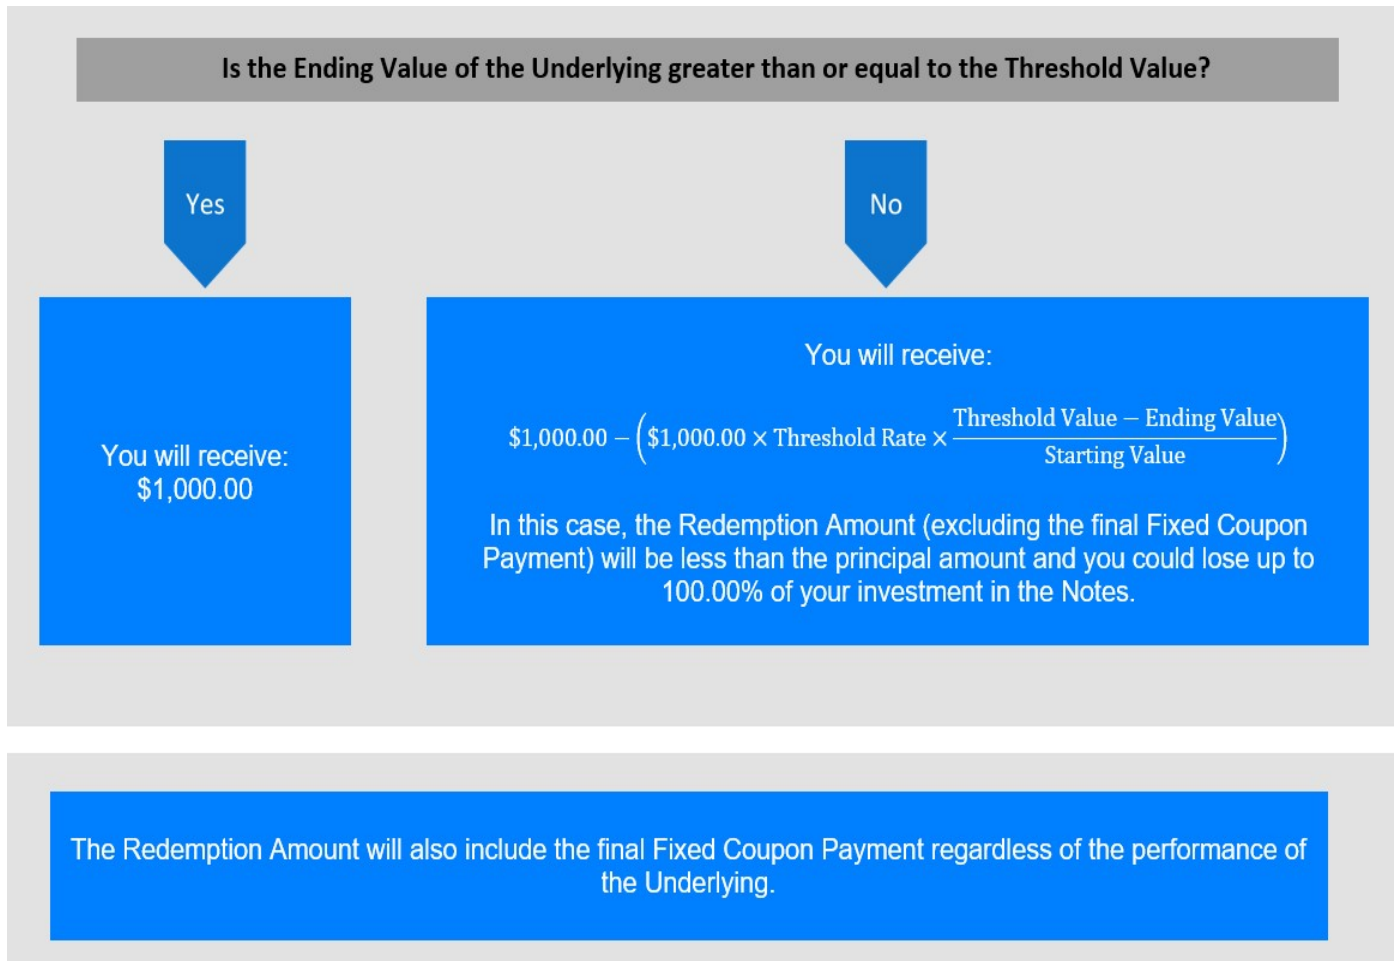 Is the Ending Value of the Underlying greater than or equal to the Threshold Value?
Yes
No
You will receive:
$1,000.00
You will receive:
$1,000.00 − ($1,000.00 × Threshold Rate × (Threshold Value − Ending Value) / Starting Value)
In this case, the Redemption Amount (excluding the final Fixed Coupon
Payment) will be less than the principal amount and you could lose up to
100.00% of your investment in the Notes.
The Redemption Amount will also include the final Fixed Coupon Payment regardless of the performance of
the Underlying.